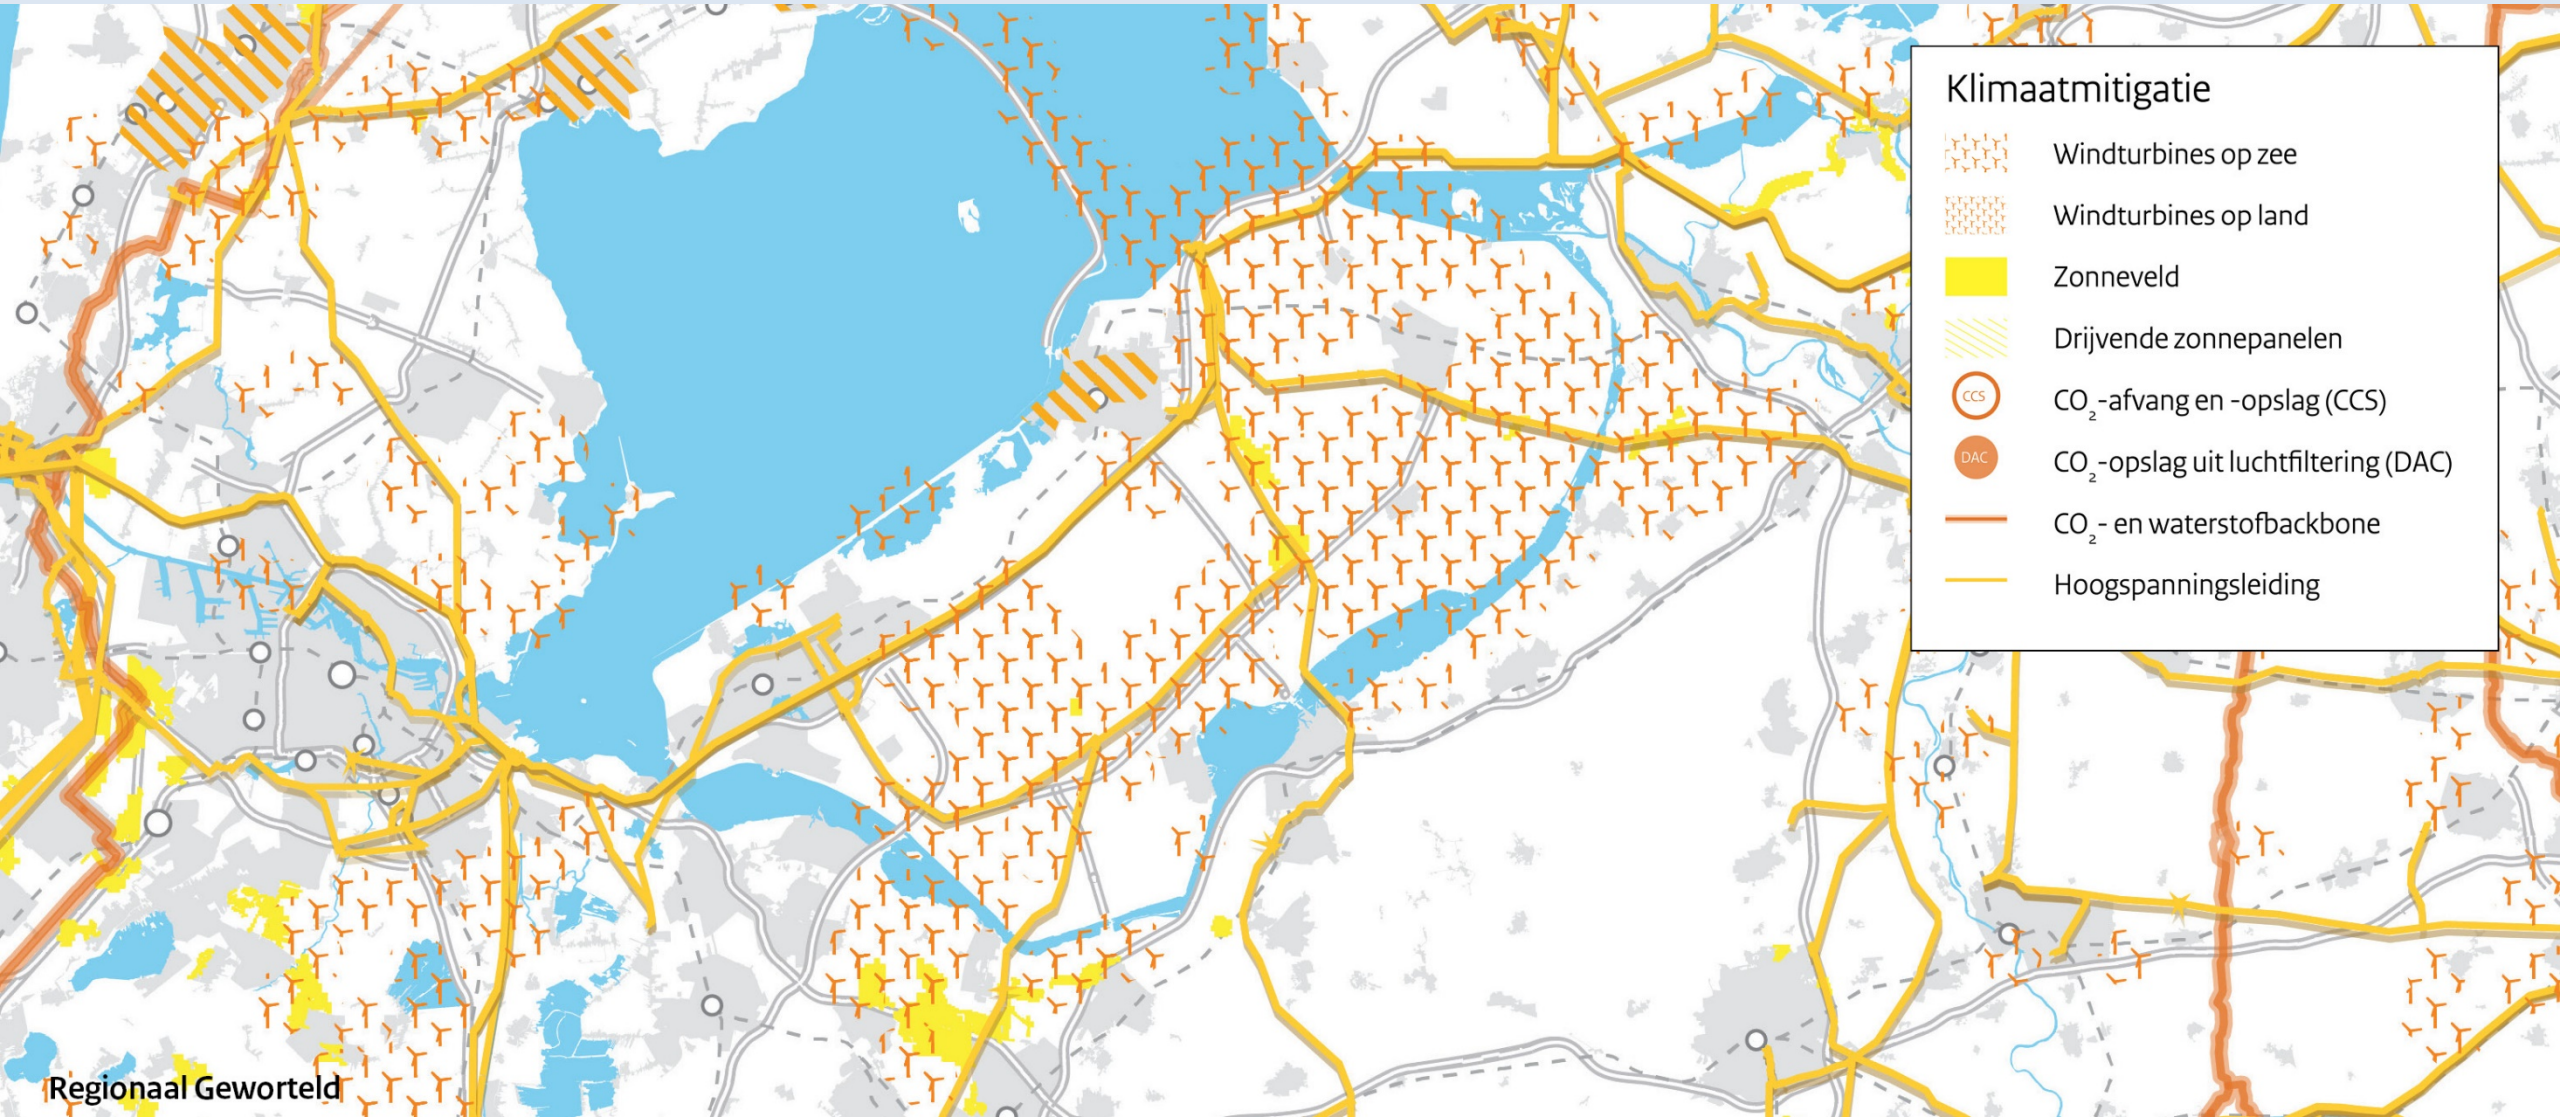 Klimaatmitigatie
Windturbines op zee
Windturbines op land
Zonneveld
Drijvende zonnepanelen
CCS CO₂-afvang en -opslag (CCS)
DAC CO₂-opslag uit luchtfiltering (DAC)
CO₂- en waterstofbackbone
Hoogspanningsleiding
Regionaal Geworteld